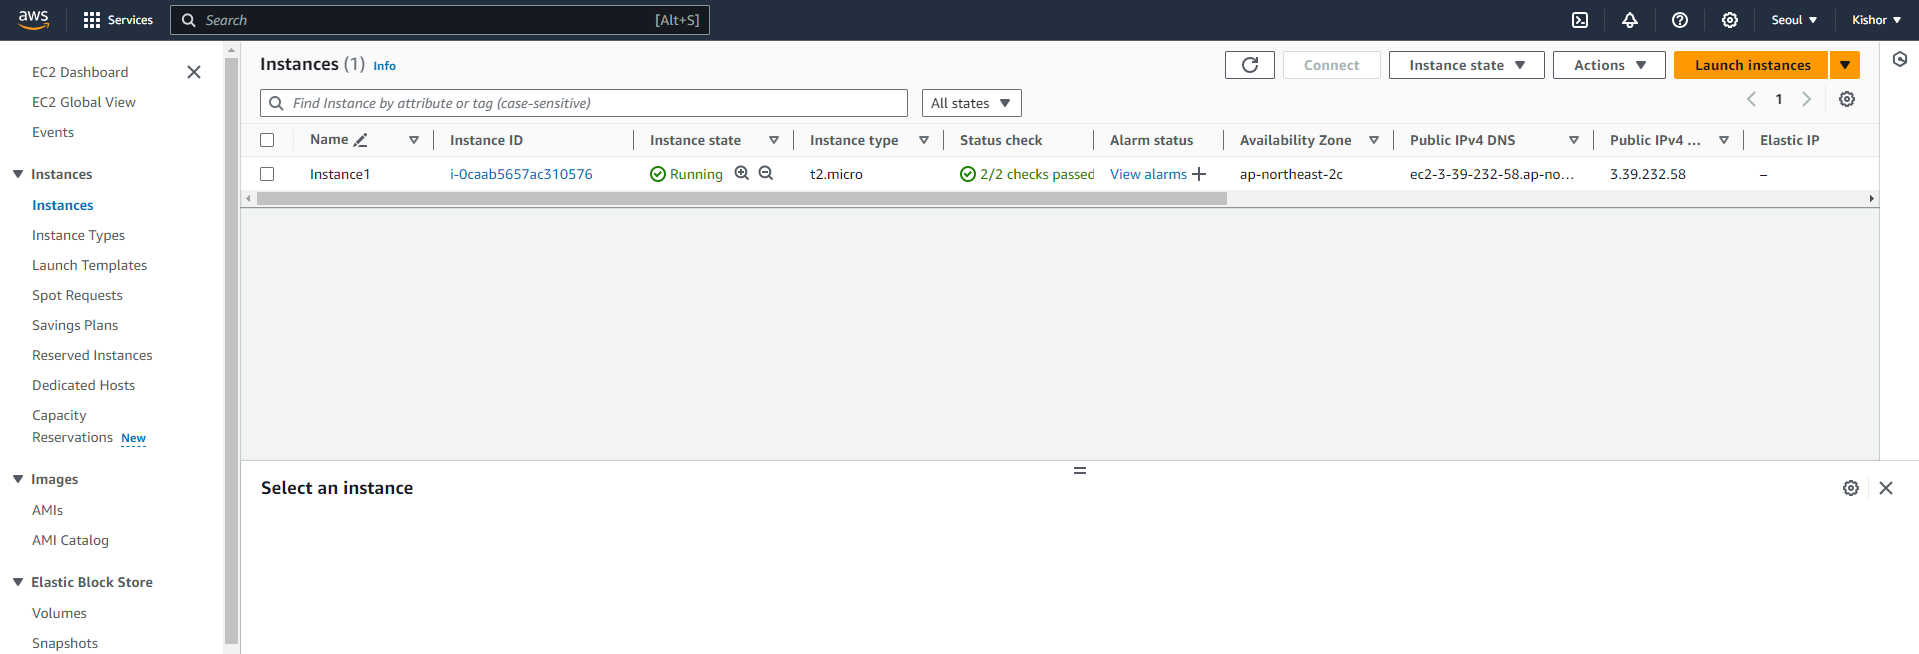 aws Services Search [Alt+S] Seoul Kishor
EC2 Dashboard
EC2 Global View
Events
Instances
Instances
Instance Types
Launch Templates
Spot Requests
Savings Plans
Reserved Instances
Dedicated Hosts
Capacity
Reservations New
Images
AMIs
AMI Catalog
Elastic Block Store
Volumes
Snapshots
Instances (1) Info Connect Instance state Actions Launch instances
Find Instance by attribute or tag (case-sensitive) All states 1
Name Instance ID Instance state Instance type Status check Alarm status Availability Zone Public IPv4 DNS Public IPv4 ... Elastic IP
Instance1 i-0caab5657ac310576 Running t2.micro 2/2 checks passed View alarms ap-northeast-2c ec2-3-39-232-58.ap-no... 3.39.232.58 –
Select an instance